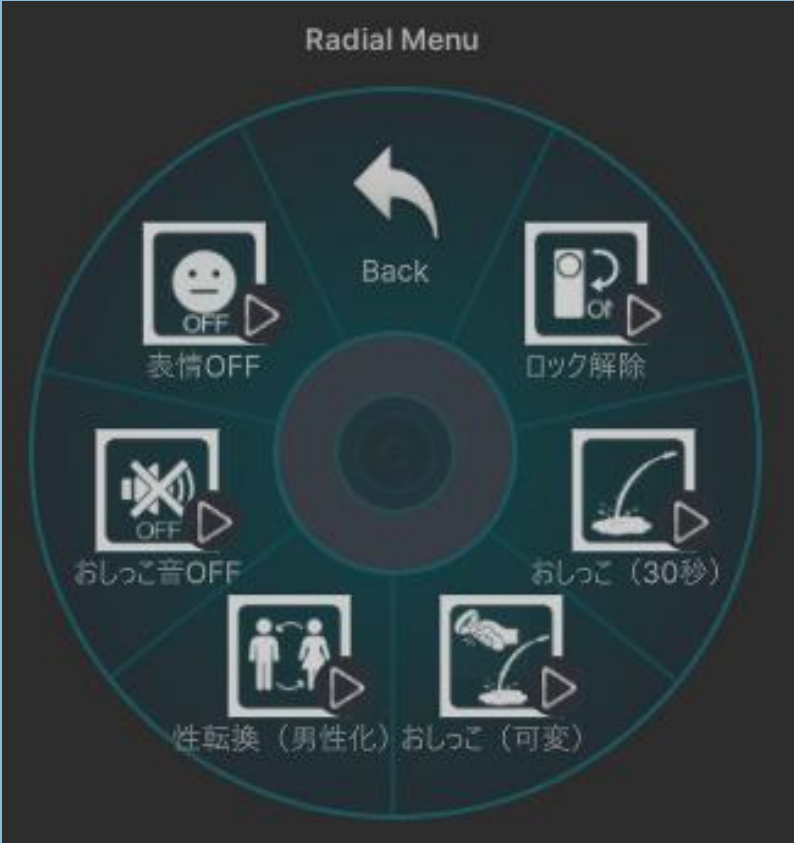 Radial Menu
Back
OFF
表情OFF
ロック解除
OFF
おしっこ音OFF
おしっこ（30秒）
性転換（男性化）
おしっこ（可変）